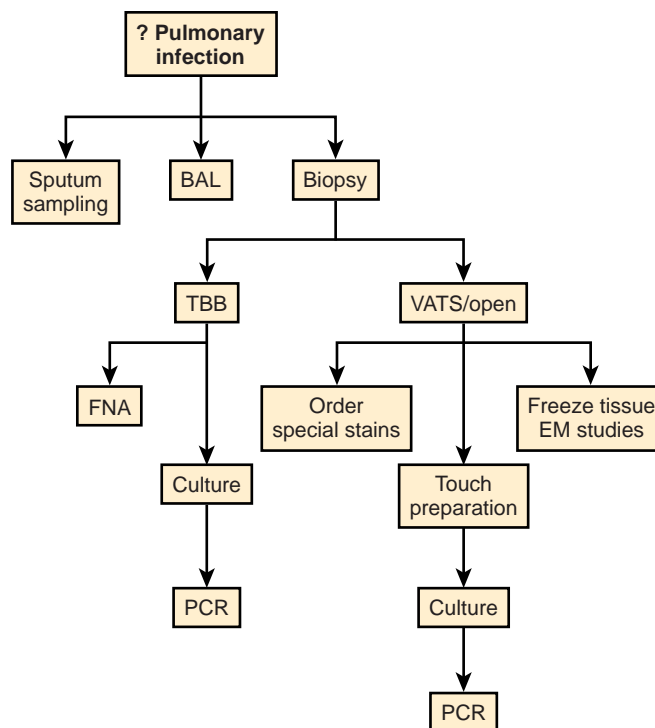 ? Pulmonary
infection
Sputum
sampling
BAL
Biopsy
TBB
VATS/open
FNA
Order
special stains
Freeze tissue
EM studies
Culture
Touch
preparation
PCR
Culture
PCR